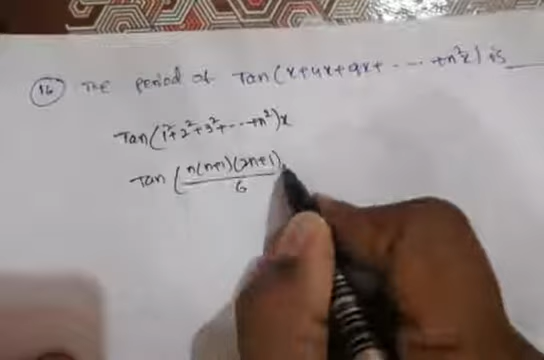 16 The period of Tan(x+4x+9x+ ---- +n²x) is ____
Tan(1²+2²+3²+---+n²)x
Tan (n(n+1)(2n+1)/6